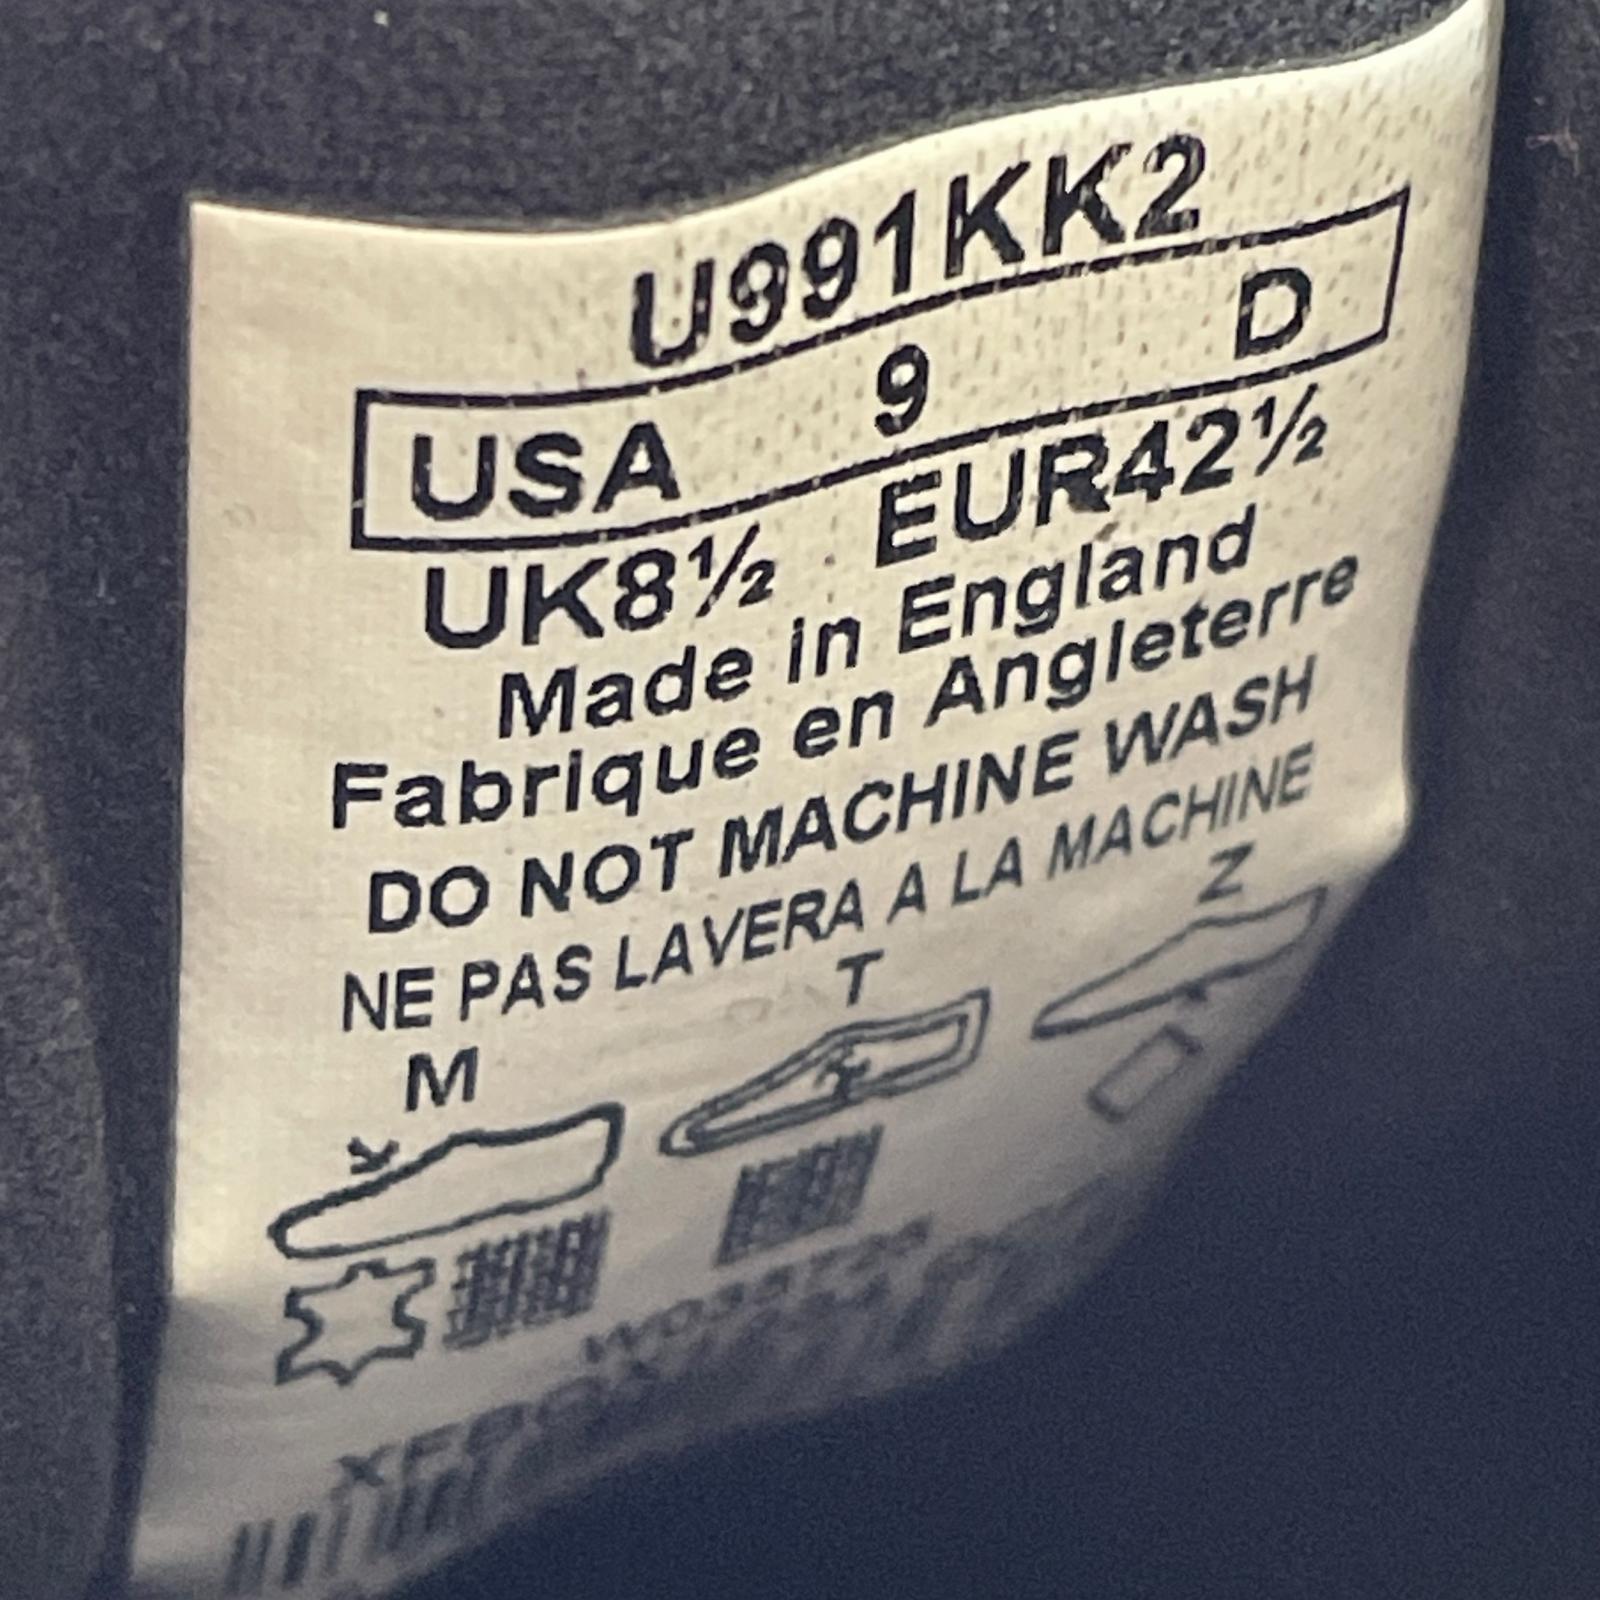 U991KK2
USA 9 D
UK8½ EUR42½
Made in England
Fabrique en Angleterre
DO NOT MACHINE WASH
NE PAS LAVERA A LA MACHINE
M T Z